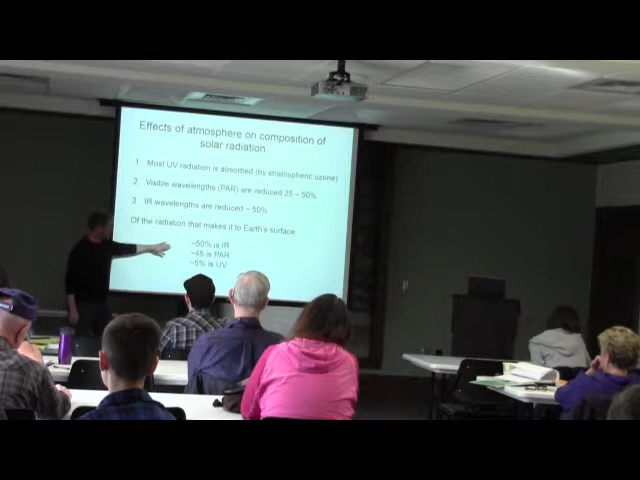 Effects of atmosphere on composition of
solar radiation
1 Most UV radiation is absorbed (by stratospheric ozone)
2 Visible wavelengths (PAR) are reduced 25 – 50%
3 IR wavelengths are reduced ~ 50%
Of the radiation that makes it to Earth's surface
~50% is IR
~45 is PAR
~5% is UV